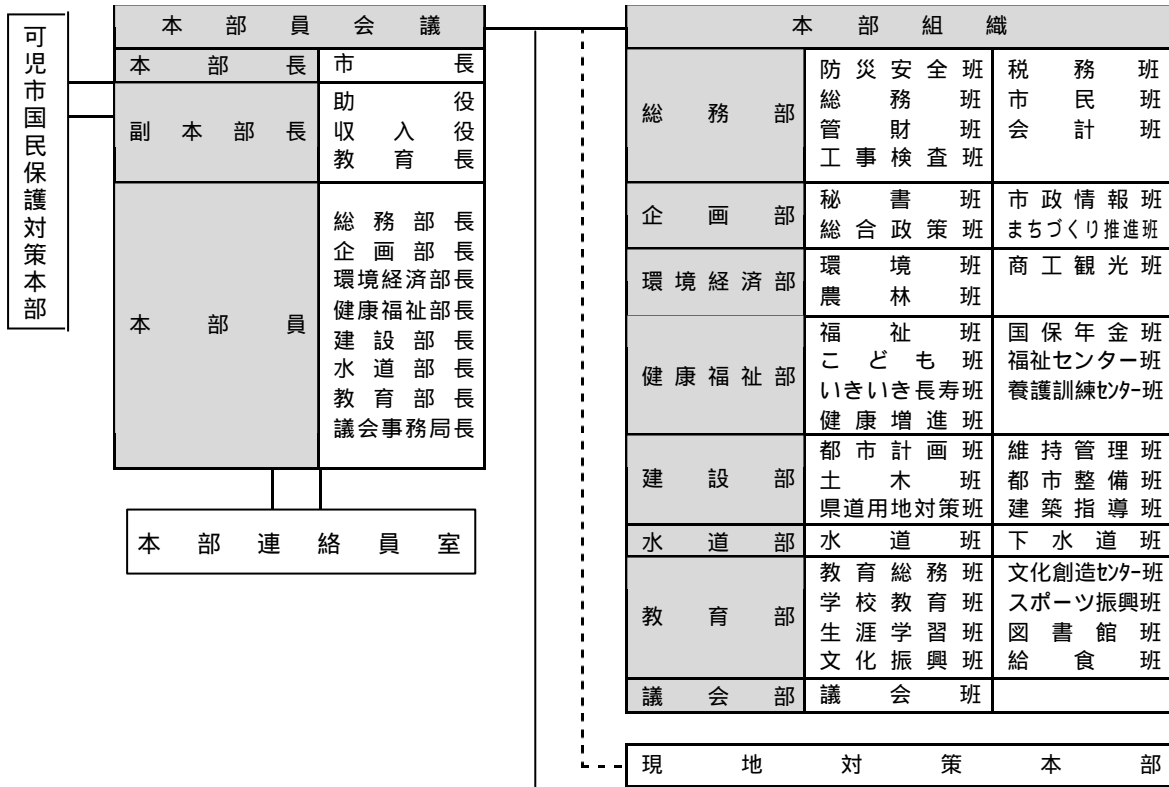 可児市国民保護対策本部
本部員会議
本部長
市長
副本部長
助役
収入役
教育長
本部員
総務部長
企画部長
環境経済部長
健康福祉部長
建設部長
水道部長
教育部長
議会事務局長
本部連絡員室
本部組織
総務部
防災安全班 税務班
総務班 市民班
管財班 会計班
工事検査班
企画部
秘書班 市政情報班
総合政策班 まちづくり推進班
環境経済部
環境班 商工観光班
農林班
健康福祉部
福祉班 国保年金班
こども班 福祉センター班
いきいき長寿班 養護訓練センター班
健康増進班
建設部
都市計画班 維持管理班
土木班 都市整備班
県道用地対策班 建築指導班
水道部
水道班 下水道班
教育部
教育総務班 文化創造センター班
学校教育班 スポーツ振興班
生涯学習班 図書館班
文化振興班 給食班
議会部
議会班
現地対策本部